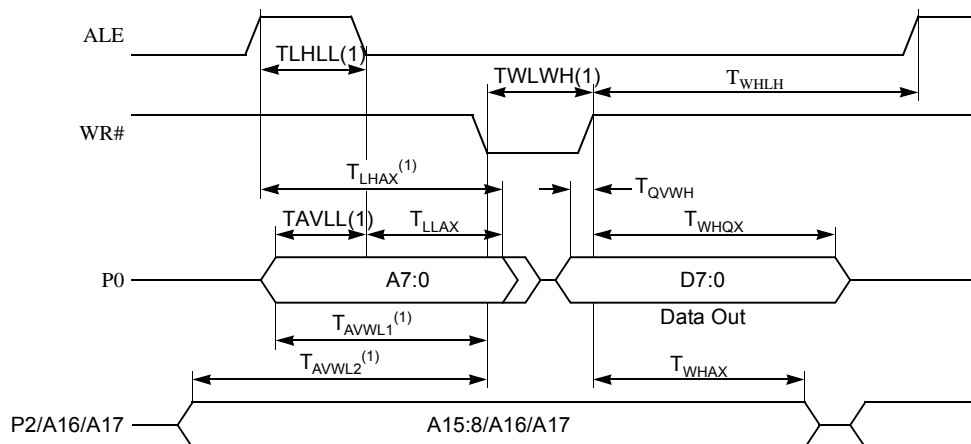 ALE
TLHLL(1)
TWLWH(1)
TWHLH
WR#
TLHAX(1)
TQVWH
TAVLL(1)
TLLAX
TWHQX
P0
A7:0
D7:0
Data Out
TAVWL1(1)
TAVWL2(1)
TWHAX
P2/A16/A17
A15:8/A16/A17